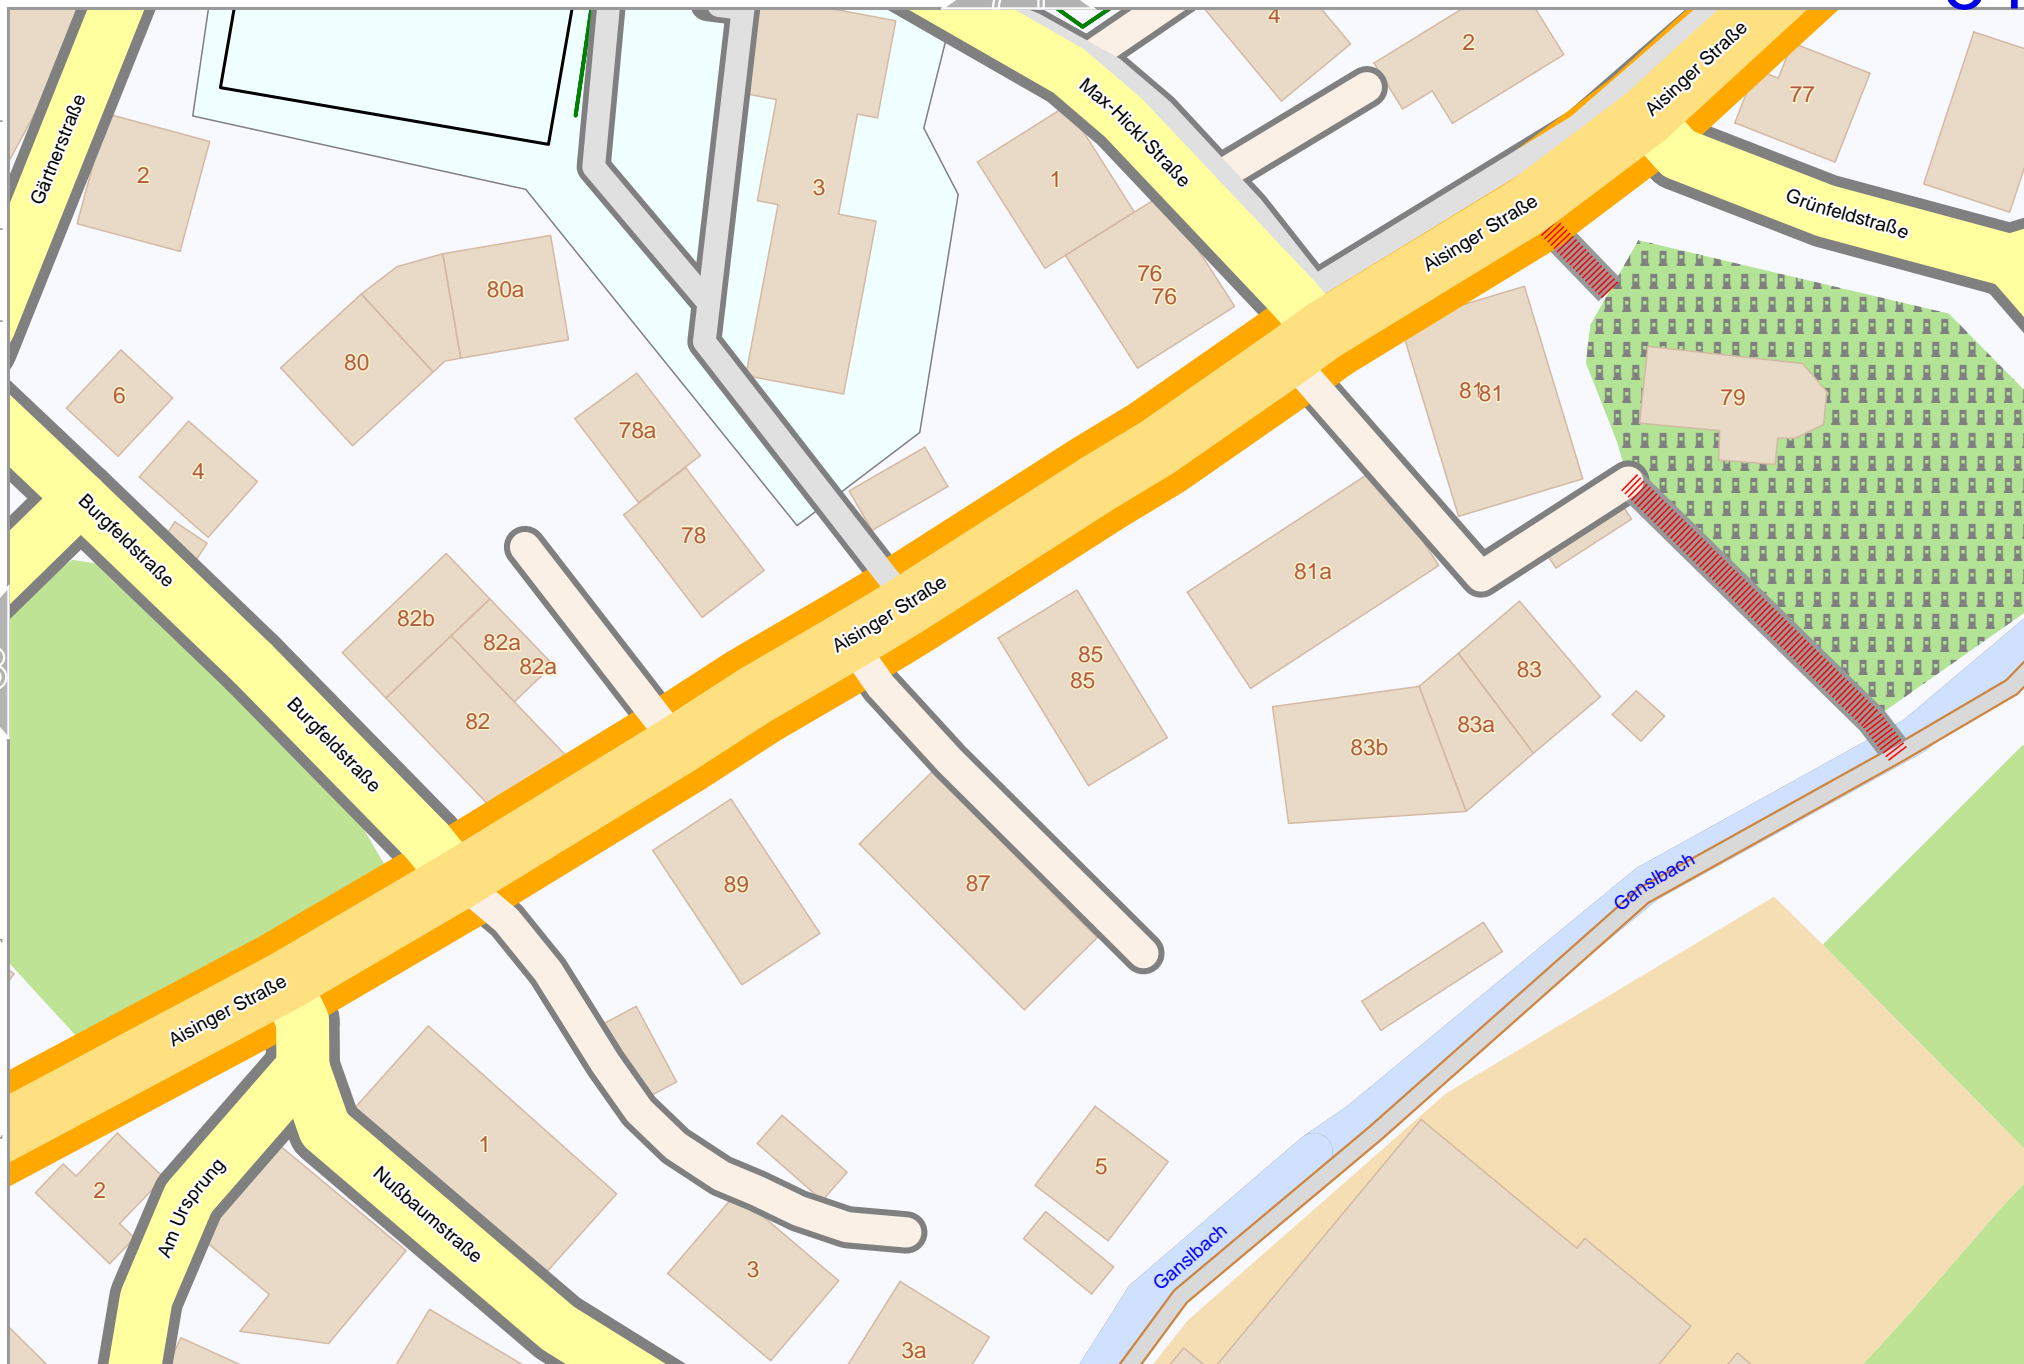 4
2
Aisinger Straße
77
Gärtnerstraße
Max-Hickl-Straße
2
1
3
Grünfeldstraße
Aisinger Straße
76
76
80a
80
6
81
81
79
4
78a
Burgfeldstraße
78
81a
Aisinger Straße
82b
82a
82a
85
85
83
82
83a
83b
Burgfeldstraße
89
87
Ganslbach
Aisinger Straße
1
2
5
Am Ursprung
Nußbaumstraße
Ganslbach
3
3a